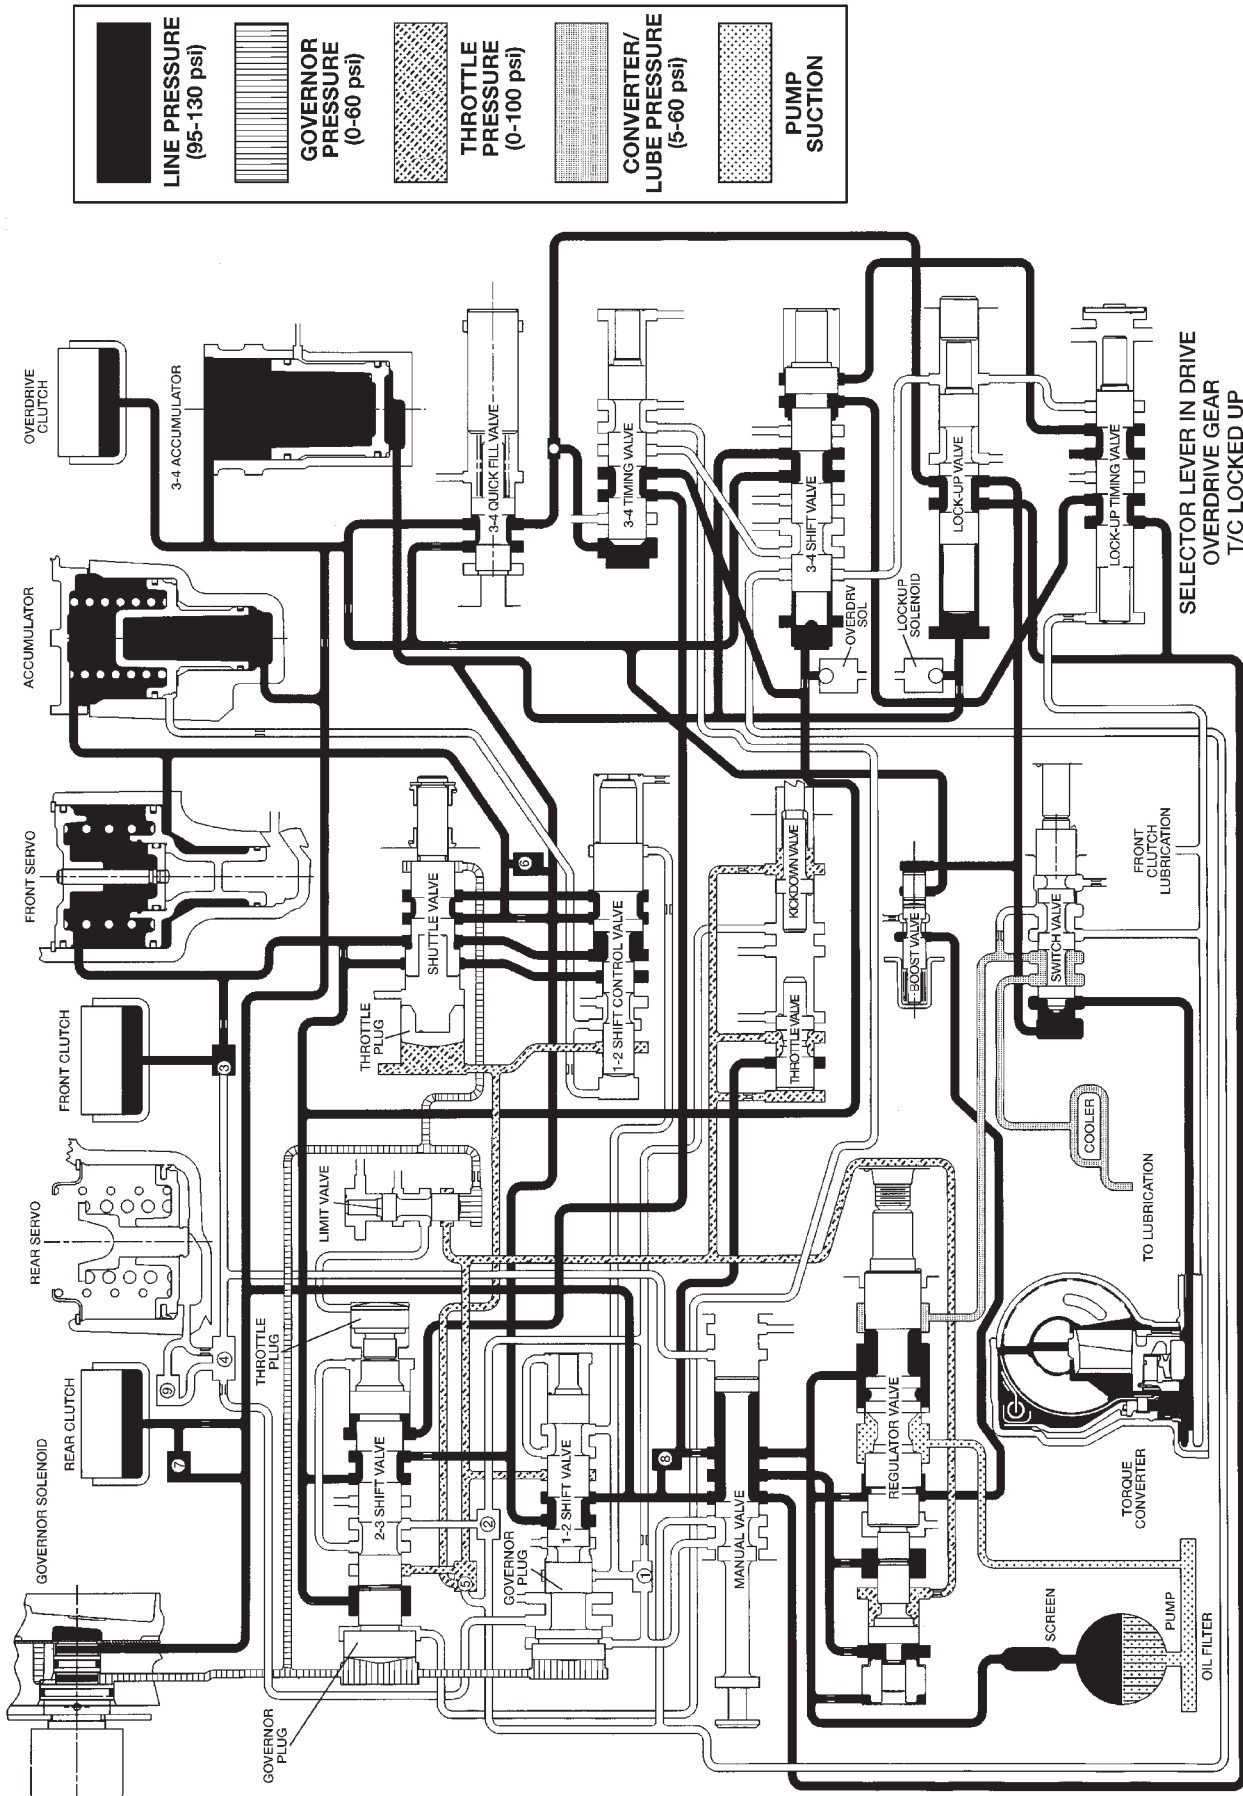 LINE PRESSURE
(95-130 psi)
GOVERNOR
PRESSURE
(0-60 psi)
THROTTLE
PRESSURE
(0-100 psi)
CONVERTER/
LUBE PRESSURE
(5-60 psi)
PUMP
SUCTION
GOVERNOR SOLENOID
REAR CLUTCH
REAR SERVO
FRONT CLUTCH
FRONT SERVO
ACCUMULATOR
OVERDRIVE
CLUTCH
3-4 ACCUMULATOR
7
9
4
3
6
GOVERNOR
PLUG
2-3 SHIFT VALVE
THROTTLE
PLUG
LIMIT VALVE
THROTTLE
PLUG
SHUTTLE VALVE
3-4 QUICK FILL VALVE
5
2
GOVERNOR
PLUG
1-2 SHIFT VALVE
1-2 SHIFT CONTROL VALVE
3-4 TIMING VALVE
1
8
MANUAL VALVE
THROTTLE VALVE
KICKDOWN VALVE
OVERDRV
SOL
3-4 SHIFT VALVE
REGULATOR VALVE
BOOST VALVE
LOCKUP
SOLENOID
LOCK-UP VALVE
SCREEN
PUMP
OIL FILTER
TORQUE
CONVERTER
TO LUBRICATION
COOLER
SWITCH VALVE
FRONT
CLUTCH
LUBRICATION
LOCK-UP TIMING VALVE
SELECTOR LEVER IN DRIVE
OVERDRIVE GEAR
T/C LOCKED UP